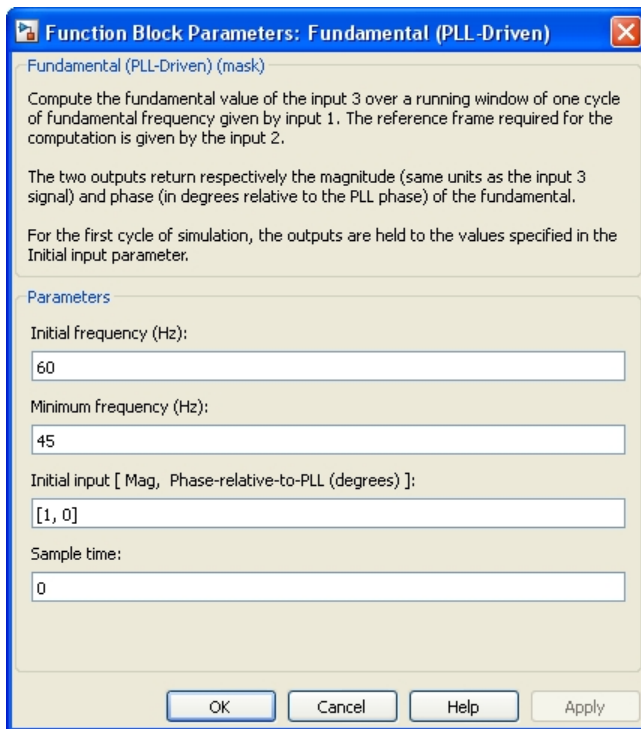 Function Block Parameters: Fundamental (PLL-Driven)
Fundamental (PLL-Driven) (mask)
Compute the fundamental value of the input 3 over a running window of one cycle
of fundamental frequency given by input 1. The reference frame required for the
computation is given by the input 2.
The two outputs return respectively the magnitude (same units as the input 3
signal) and phase (in degrees relative to the PLL phase) of the fundamental.
For the first cycle of simulation, the outputs are held to the values specified in the
Initial input parameter.
Parameters
Initial frequency (Hz):
60
Minimum frequency (Hz):
45
Initial input [ Mag, Phase-relative-to-PLL (degrees) ]:
[1, 0]
Sample time:
0
OK Cancel Help Apply